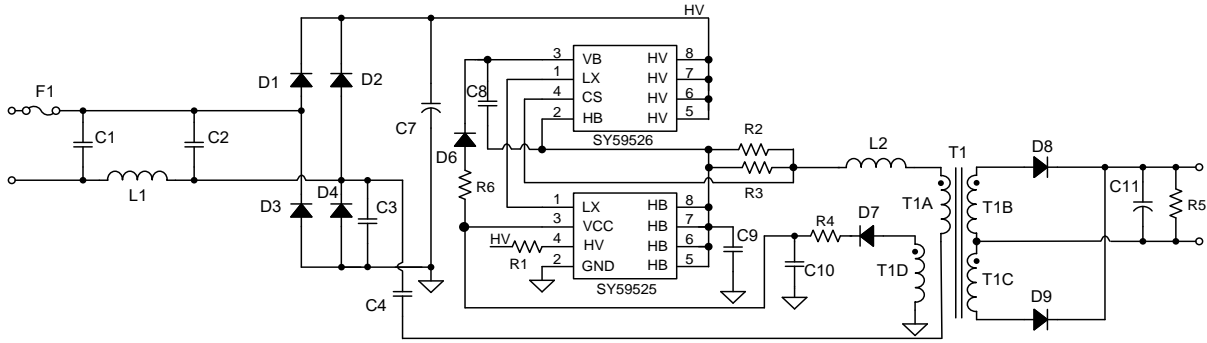 HV
F1
D1
D2
C1
C2
C7
L1
D3
D4
C3
C4
3 VB HV 8
1 LX HV 7
4 CS HV 6
2 HB HV 5
SY59526
C8
D6
R6
R2
R3
L2
T1
D8
T1A
T1B
C11
R5
1 LX HB 8
3 VCC HB 7
HV R1 4 HV HB 6
2 GND HB 5
SY59525
C9
C10
R4
D7
T1D
T1C
D9